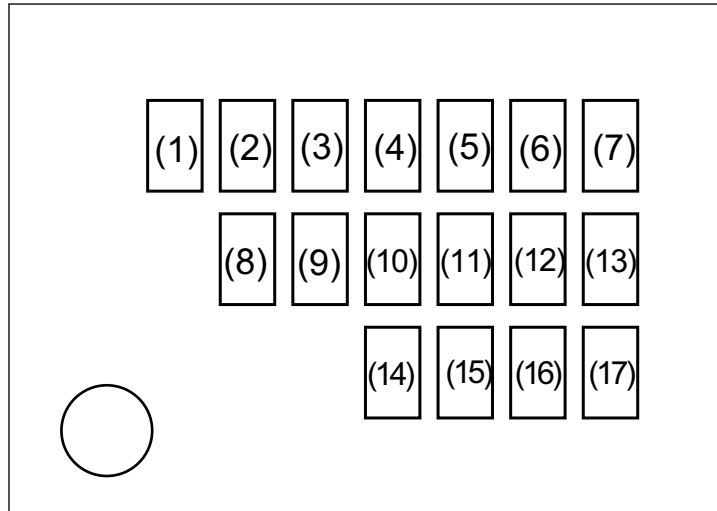 (1) (2) (3) (4) (5) (6) (7)
(8) (9) (10) (11) (12) (13)
(14) (15) (16) (17)